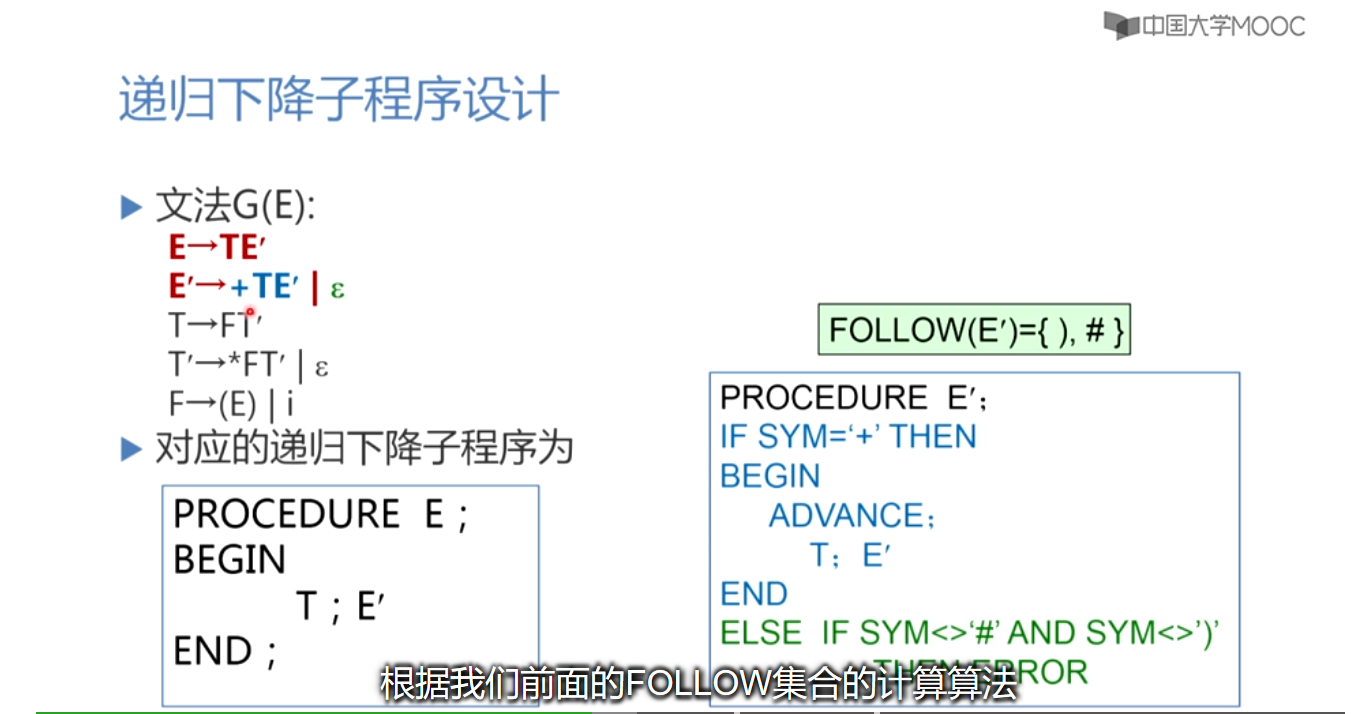 中国大学MOOC
递归下降子程序设计
▶ 文法G(E):
E→TE′
E′→+TE′ | ε
T→FT′
T′→*FT′ | ε
F→(E) | i
▶ 对应的递归下降子程序为
PROCEDURE E ;
BEGIN
T ; E′
END ;
FOLLOW(E′)={ ), # }
PROCEDURE E′;
IF SYM=‘+’ THEN
BEGIN
ADVANCE;
T; E′
END
ELSE IF SYM<>‘#’ AND SYM<>’)’
THEN ERROR
根据我们前面的FOLLOW集合的计算算法